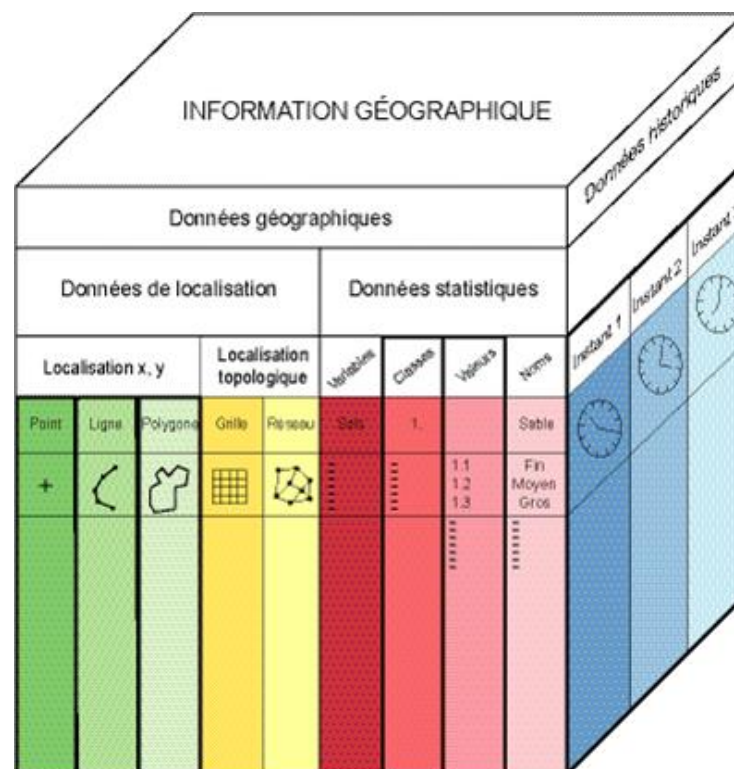 INFORMATION GÉOGRAPHIQUE
Données historiques
Données géographiques
Données de localisation
Données statistiques
Localisation x, y
Localisation
topologique
Variables
Classes
Valeurs
Noms
Instant 1
Instant 2
Instant
Point
Ligne
Polygone
Grille
Réseau
Sols
1.
Sable
1.1
1.2
1.3
Fin
Moyen
Gros